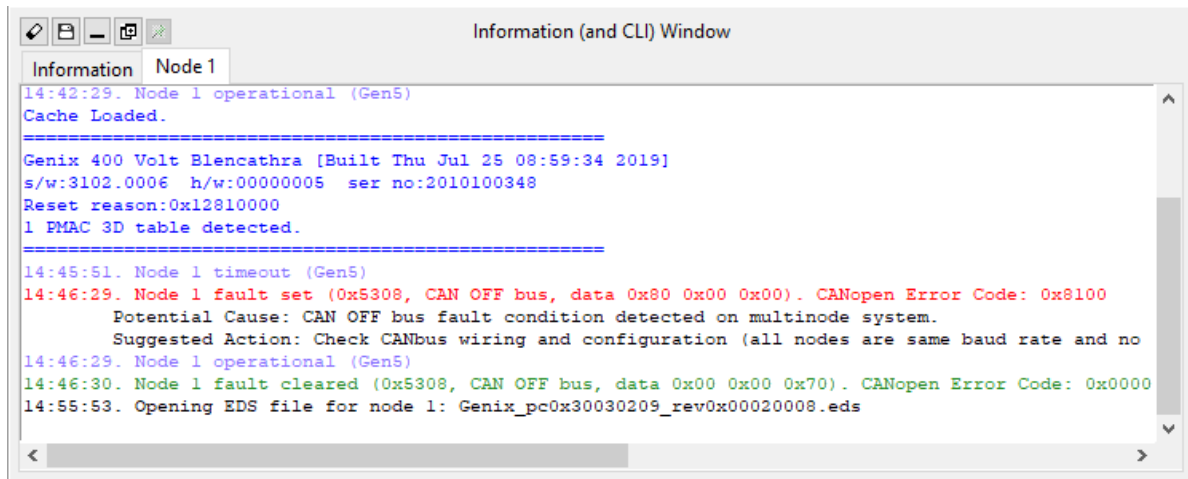 Information (and CLI) Window
Information Node 1
14:42:29. Node 1 operational (Gen5)
Cache Loaded.
====================================================
Genix 400 Volt Blencathra [Built Thu Jul 25 08:59:34 2019]
s/w:3102.0006 h/w:00000005 ser no:2010100348
Reset reason:0x12810000
1 PMAC 3D table detected.
====================================================
14:45:51. Node 1 timeout (Gen5)
14:46:29. Node 1 fault set (0x5308, CAN OFF bus, data 0x80 0x00 0x00). CANopen Error Code: 0x8100
Potential Cause: CAN OFF bus fault condition detected on multinode system.
Suggested Action: Check CANbus wiring and configuration (all nodes are same baud rate and no
14:46:29. Node 1 operational (Gen5)
14:46:30. Node 1 fault cleared (0x5308, CAN OFF bus, data 0x00 0x00 0x70). CANopen Error Code: 0x0000
14:55:53. Opening EDS file for node 1: Genix_pc0x30030209_rev0x00020008.eds